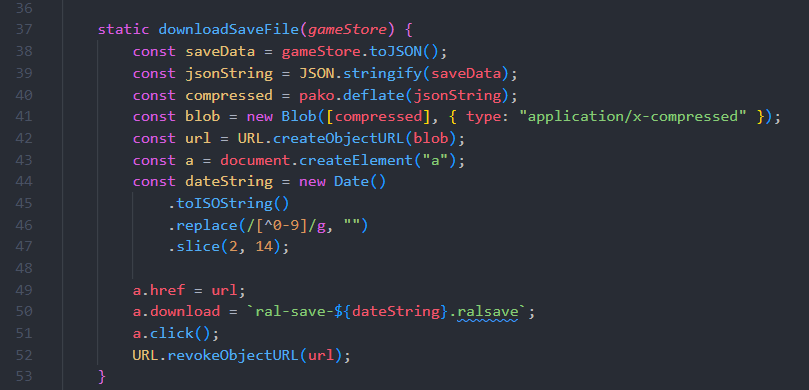 36
37 static downloadSaveFile(gameStore) {
38 const saveData = gameStore.toJSON();
39 const jsonString = JSON.stringify(saveData);
40 const compressed = pako.deflate(jsonString);
41 const blob = new Blob([compressed], { type: "application/x-compressed" });
42 const url = URL.createObjectURL(blob);
43 const a = document.createElement("a");
44 const dateString = new Date()
45 .toISOString()
46 .replace(/[^0-9]/g, "")
47 .slice(2, 14);
48
49 a.href = url;
50 a.download = `ral-save-${dateString}.ralsave`;
51 a.click();
52 URL.revokeObjectURL(url);
53 }